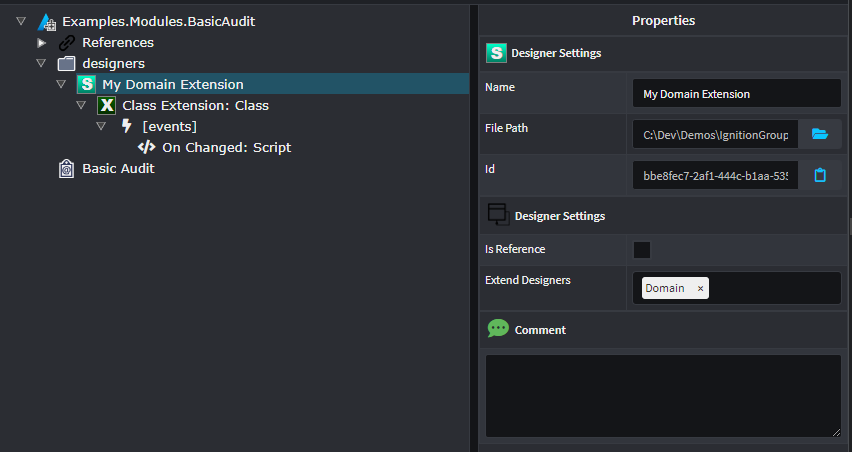 Examples.Modules.BasicAudit
References
designers
My Domain Extension
Class Extension: Class
[events]
On Changed: Script
Basic Audit
Properties
Designer Settings
Name
My Domain Extension
File Path
C:\Dev\Demos\IgnitionGroup
Id
bbe8fec7-2af1-444c-b1aa-535
Designer Settings
Is Reference
Extend Designers
Domain ×
Comment